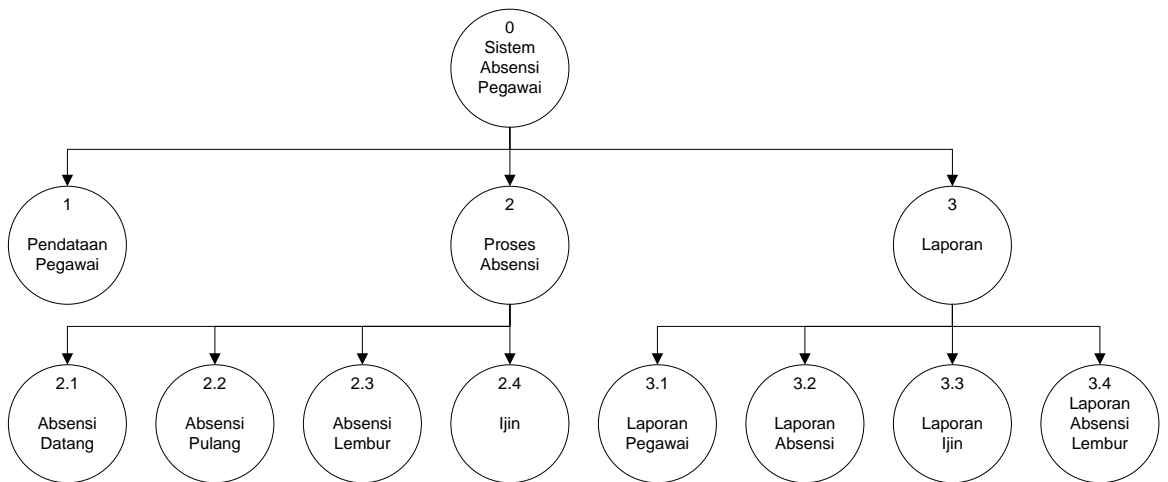 0
Sistem
Absensi
Pegawai
1
Pendataan
Pegawai
2
Proses
Absensi
3
Laporan
2.1
Absensi
Datang
2.2
Absensi
Pulang
2.3
Absensi
Lembur
2.4
Ijin
3.1
Laporan
Pegawai
3.2
Laporan
Absensi
3.3
Laporan
Ijin
3.4
Laporan
Absensi
Lembur